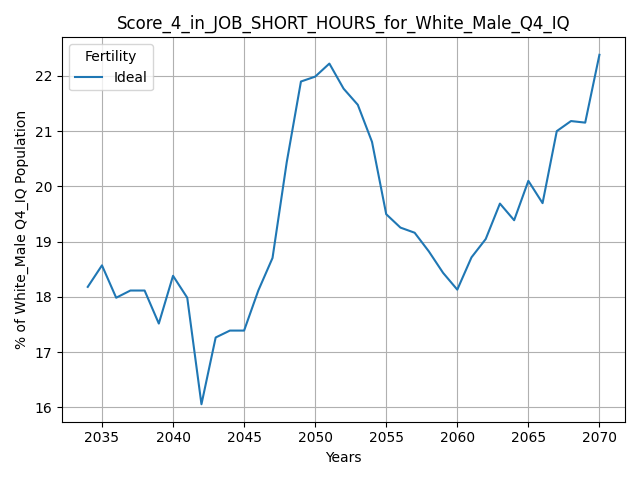 Score_4_in_JOB_SHORT_HOURS_for_White_Male_Q4_IQ
Fertility
Ideal
% of White_Male Q4_IQ Population
22
21
20
19
18
17
16
2035 2040 2045 2050 2055 2060 2065 2070
Years